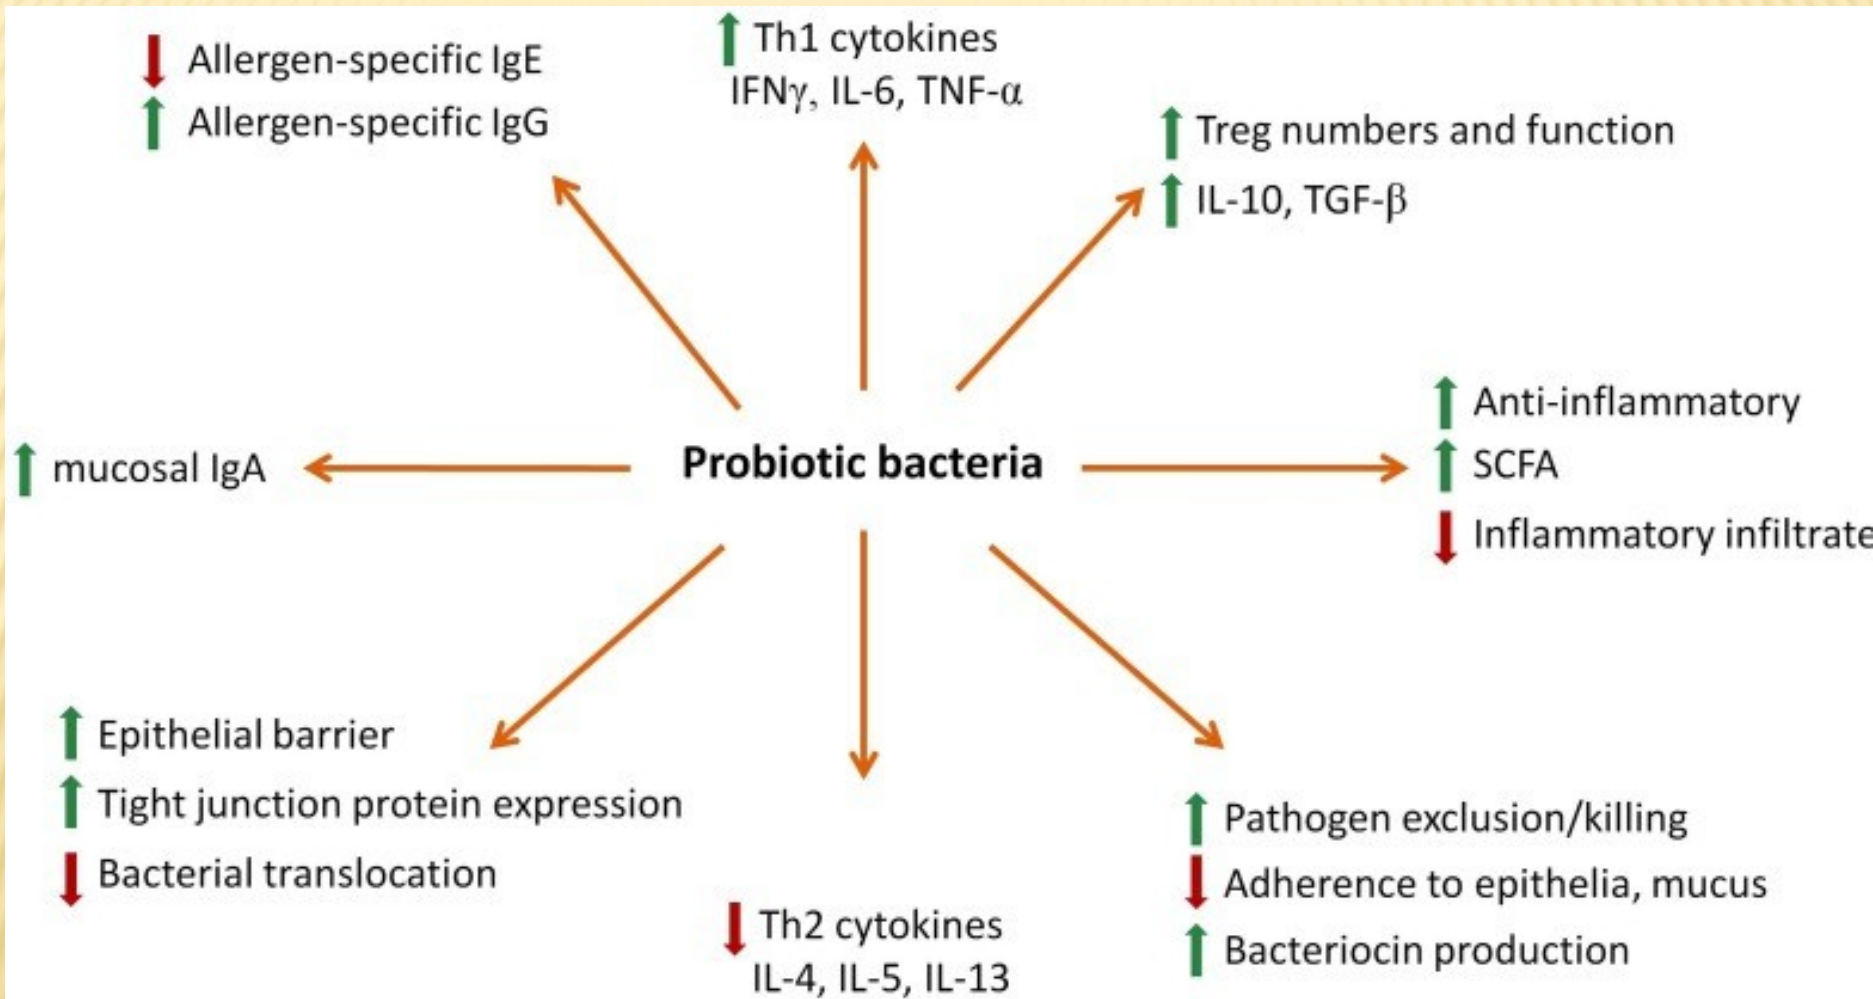 Allergen-specific IgE
Allergen-specific IgG
Th1 cytokines
IFNγ, IL-6, TNF-α
Treg numbers and function
IL-10, TGF-β
Anti-inflammatory
SCFA
Inflammatory infiltrate
mucosal IgA
Probiotic bacteria
Epithelial barrier
Tight junction protein expression
Bacterial translocation
Th2 cytokines
IL-4, IL-5, IL-13
Pathogen exclusion/killing
Adherence to epithelia, mucus
Bacteriocin production